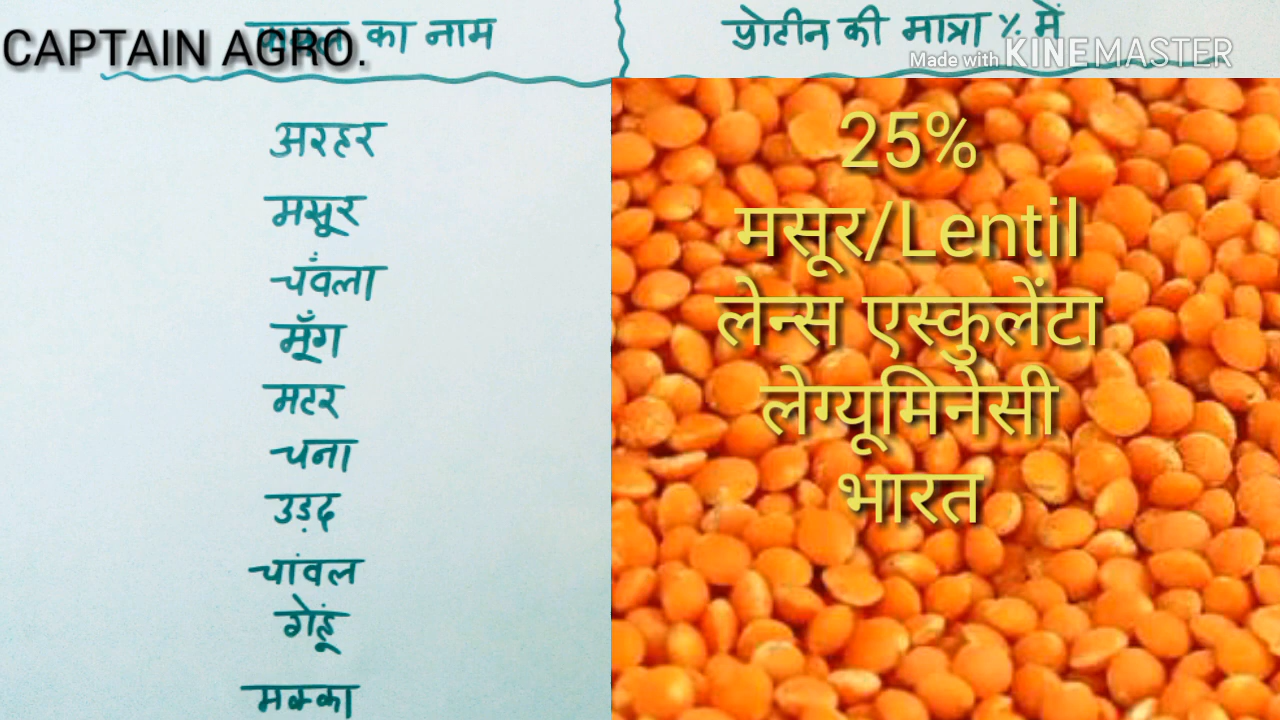 का नाम
प्रोटीन की मात्रा % में
CAPTAIN AGRO.
Made with KINEMASTER
अरहर
मसूर
चँवला
मूँग
मटर
चना
उड़द
चांवल
गेहूं
मक्का
25%
मसूर/Lentil
लेन्स एस्कुलेंटा
लेग्यूमिनेसी
भारत